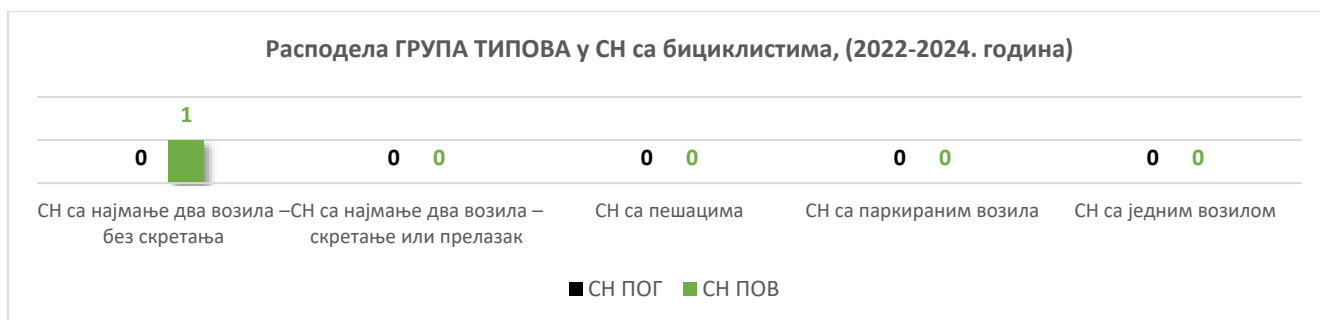 Расподела ГРУПА ТИПОВА у СН са бициклистима, (2022-2024. година)
1
0
0 0
0 0
0 0
0 0
СН са најмање два возила –
без скретања
СН са најмање два возила –
скретање или прелазак
СН са пешацима
СН са паркираним возила
СН са једним возилом
СН ПОГ СН ПОВ